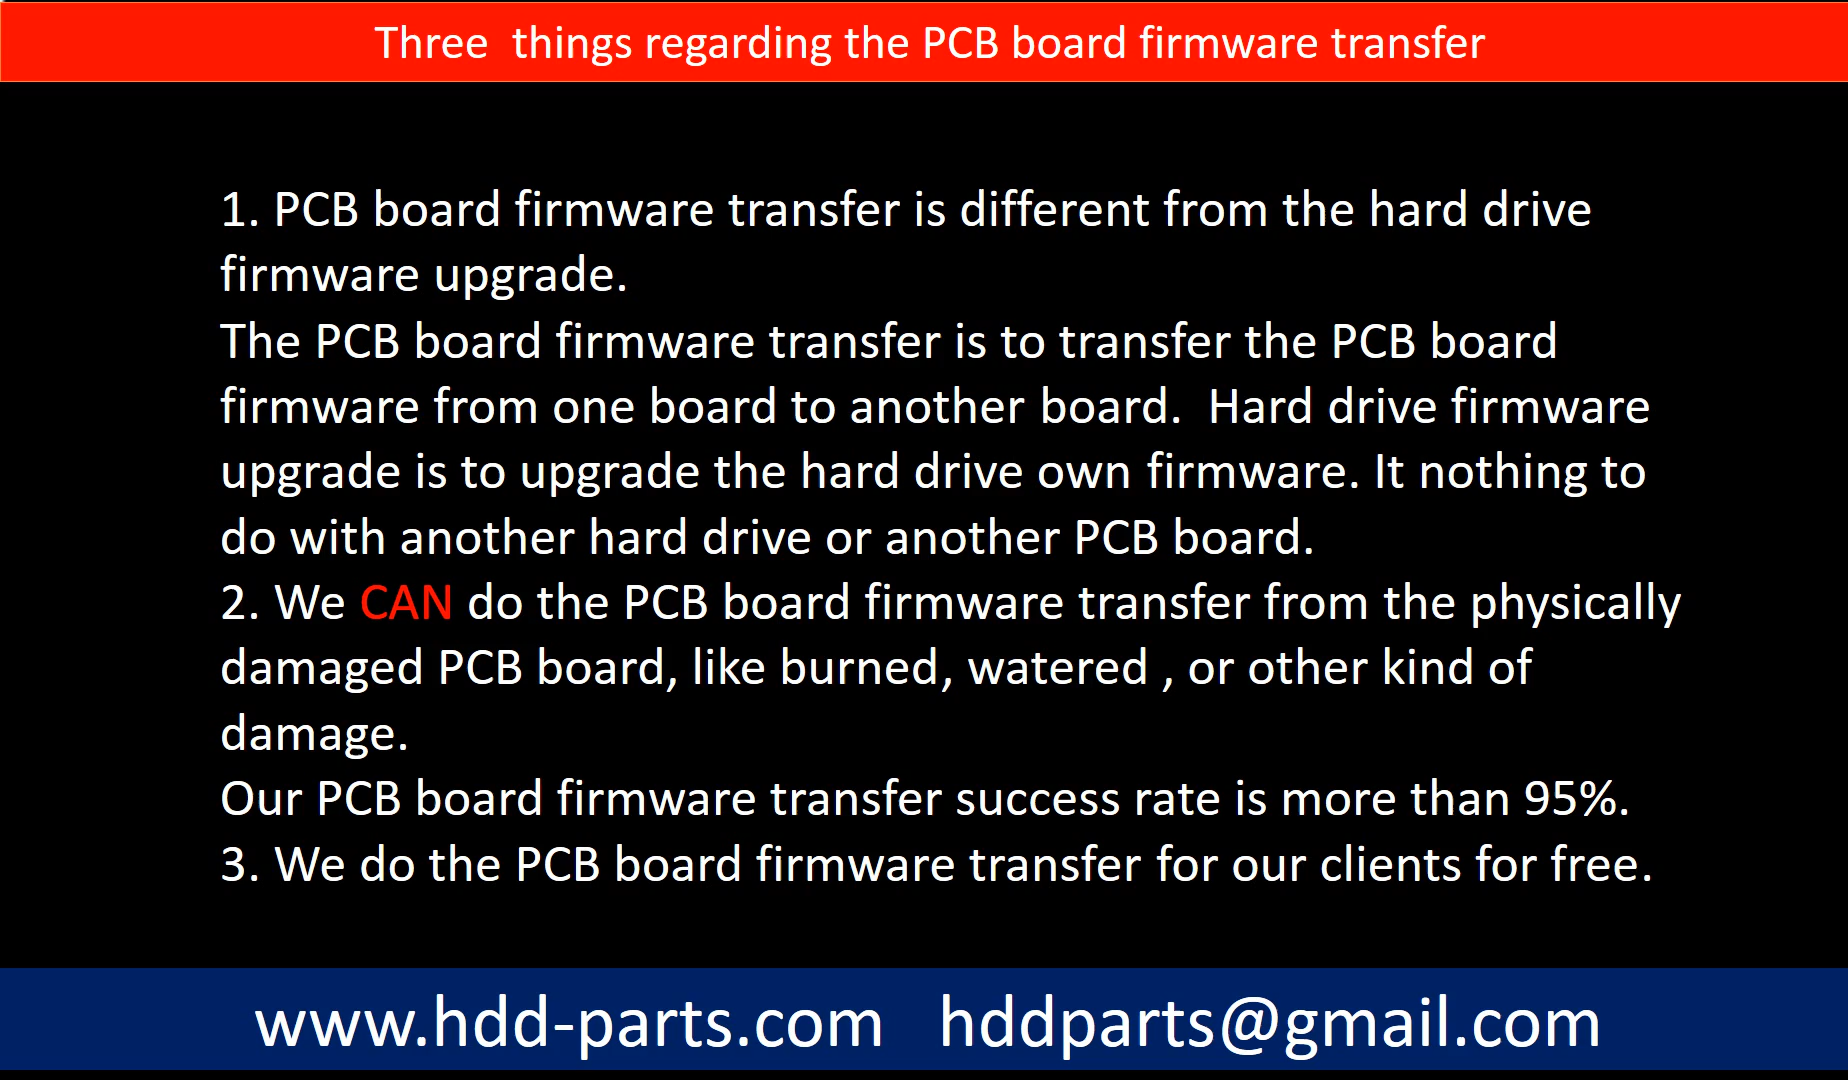 Three  things regarding the PCB board firmware transfer
1. PCB board firmware transfer is different from the hard drive
firmware upgrade.
The PCB board firmware transfer is to transfer the PCB board
firmware from one board to another board.  Hard drive firmware
upgrade is to upgrade the hard drive own firmware. It nothing to
do with another hard drive or another PCB board.
2. We CAN do the PCB board firmware transfer from the physically
damaged PCB board, like burned, watered , or other kind of
damage.
Our PCB board firmware transfer success rate is more than 95%.
3. We do the PCB board firmware transfer for our clients for free.
www.hdd-parts.com   hddparts@gmail.com